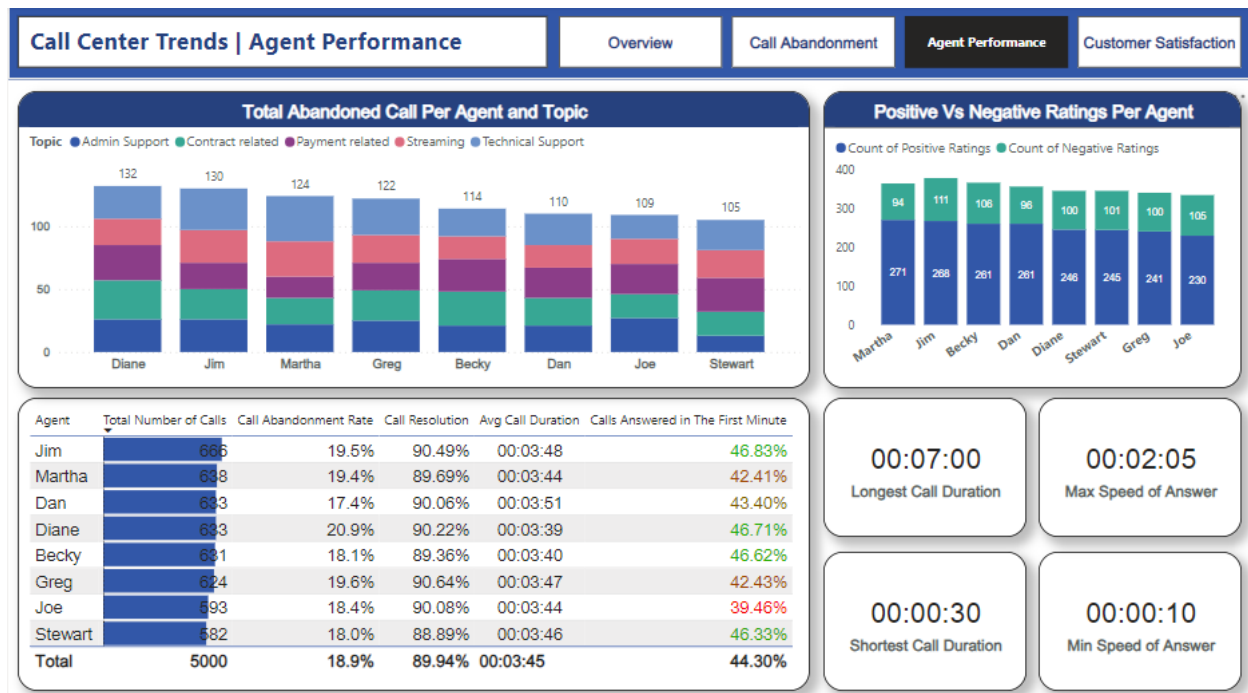 Call Center Trends | Agent Performance
Overview
Call Abandonment
Agent Performance
Customer Satisfaction
Total Abandoned Call Per Agent and Topic
Topic Admin Support Contract related Payment related Streaming Technical Support
132 130 124 122 114 110 109 105
100
50
0
Diane Jim Martha Greg Becky Dan Joe Stewart
Positive Vs Negative Ratings Per Agent
Count of Positive Ratings Count of Negative Ratings
400
300
200
100
0
94 111 106 96 100 101 100 105
271 268 261 261 246 245 241 230
Martha Jim Becky Dan Diane Stewart Greg Joe
Agent Total Number of Calls Call Abandonment Rate Call Resolution Avg Call Duration Calls Answered in The First Minute
Jim 666 19.5% 90.49% 00:03:48 46.83%
Martha 638 19.4% 89.69% 00:03:44 42.41%
Dan 633 17.4% 90.06% 00:03:51 43.40%
Diane 633 20.9% 90.22% 00:03:39 46.71%
Becky 631 18.1% 89.36% 00:03:40 46.62%
Greg 624 19.6% 90.64% 00:03:47 42.43%
Joe 593 18.4% 90.08% 00:03:44 39.46%
Stewart 582 18.0% 88.89% 00:03:46 46.33%
Total 5000 18.9% 89.94% 00:03:45 44.30%
00:07:00
Longest Call Duration
00:02:05
Max Speed of Answer
00:00:30
Shortest Call Duration
00:00:10
Min Speed of Answer